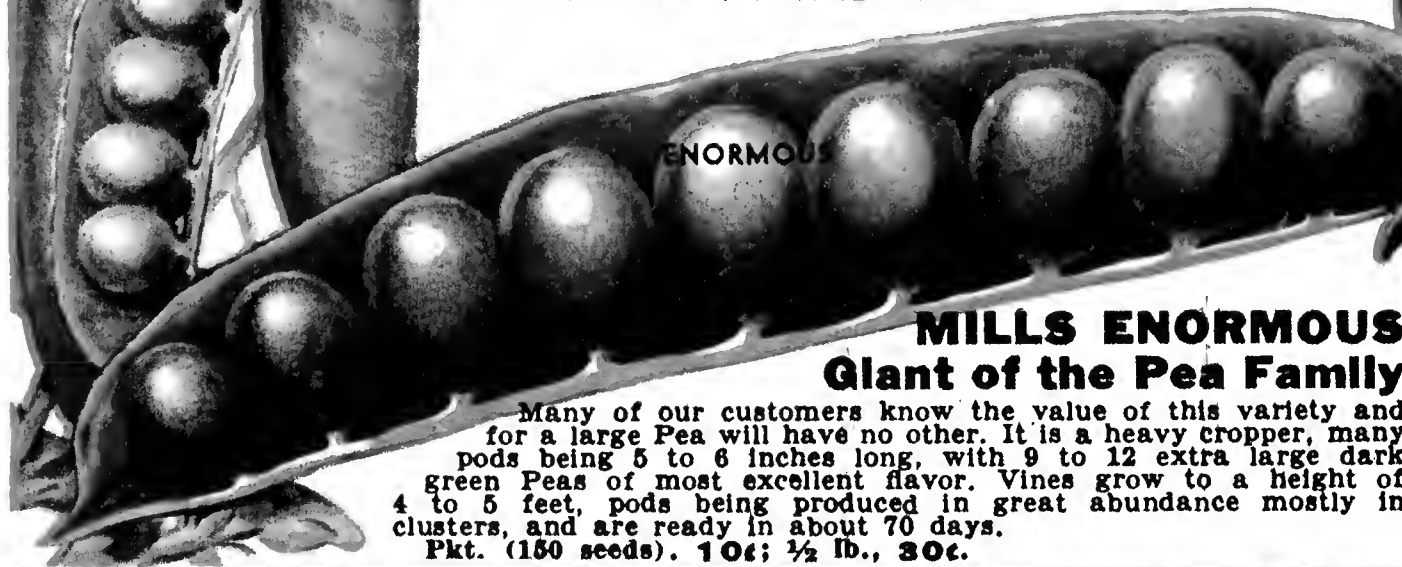 ENORMOUS
MILLS ENORMOUS
Giant of the Pea Family
Many of our customers know the value of this variety and
for a large Pea will have no other. It is a heavy cropper, many
pods being 5 to 6 inches long, with 9 to 12 extra large dark
green Peas of most excellent flavor. Vines grow to a height of
4 to 5 feet, pods being produced in great abundance mostly in
clusters, and are ready in about 70 days.
Pkt. (150 seeds). 10¢; ½ lb., 30¢.